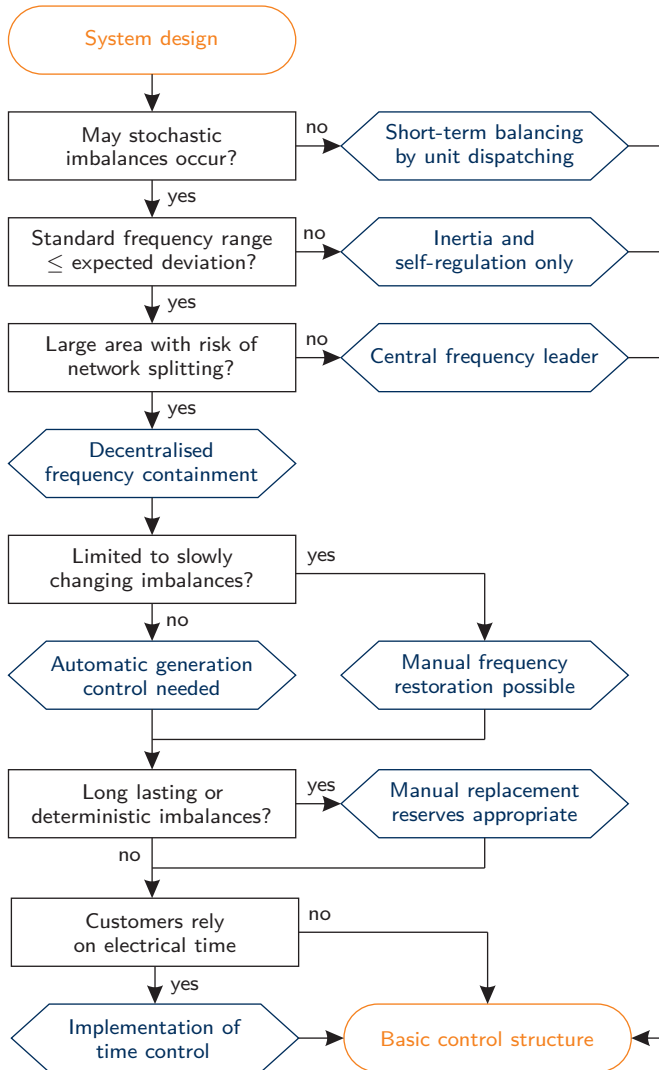 System design
May stochastic
imbalances occur?
no
Short-term balancing
by unit dispatching
yes
Standard frequency range
≤ expected deviation?
no
Inertia and
self-regulation only
yes
Large area with risk of
network splitting?
no
Central frequency leader
yes
Decentralised
frequency containment
Limited to slowly
changing imbalances?
yes
no
Automatic generation
control needed
Manual frequency
restoration possible
Long lasting or
deterministic imbalances?
yes
Manual replacement
reserves appropriate
no
Customers rely
on electrical time
no
yes
Implementation of
time control
Basic control structure